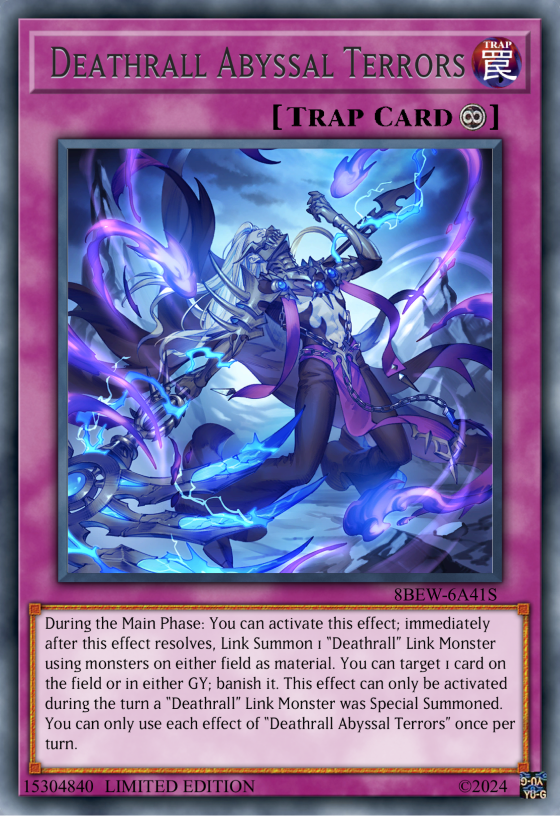 Deathrall Abyssal Terrors
TRAP
罠
[Trap Card]
8BEW-6A41S
During the Main Phase: You can activate this effect; immediately
after this effect resolves, Link Summon 1 “Deathrall” Link Monster
using monsters on either field as material. You can target 1 card on
the field or in either GY; banish it. This effect can only be activated
during the turn a “Deathrall” Link Monster was Special Summoned.
You can only use each effect of “Deathrall Abyssal Terrors” once per
turn.
15304840 LIMITED EDITION
©2024
YU-G
YU-G